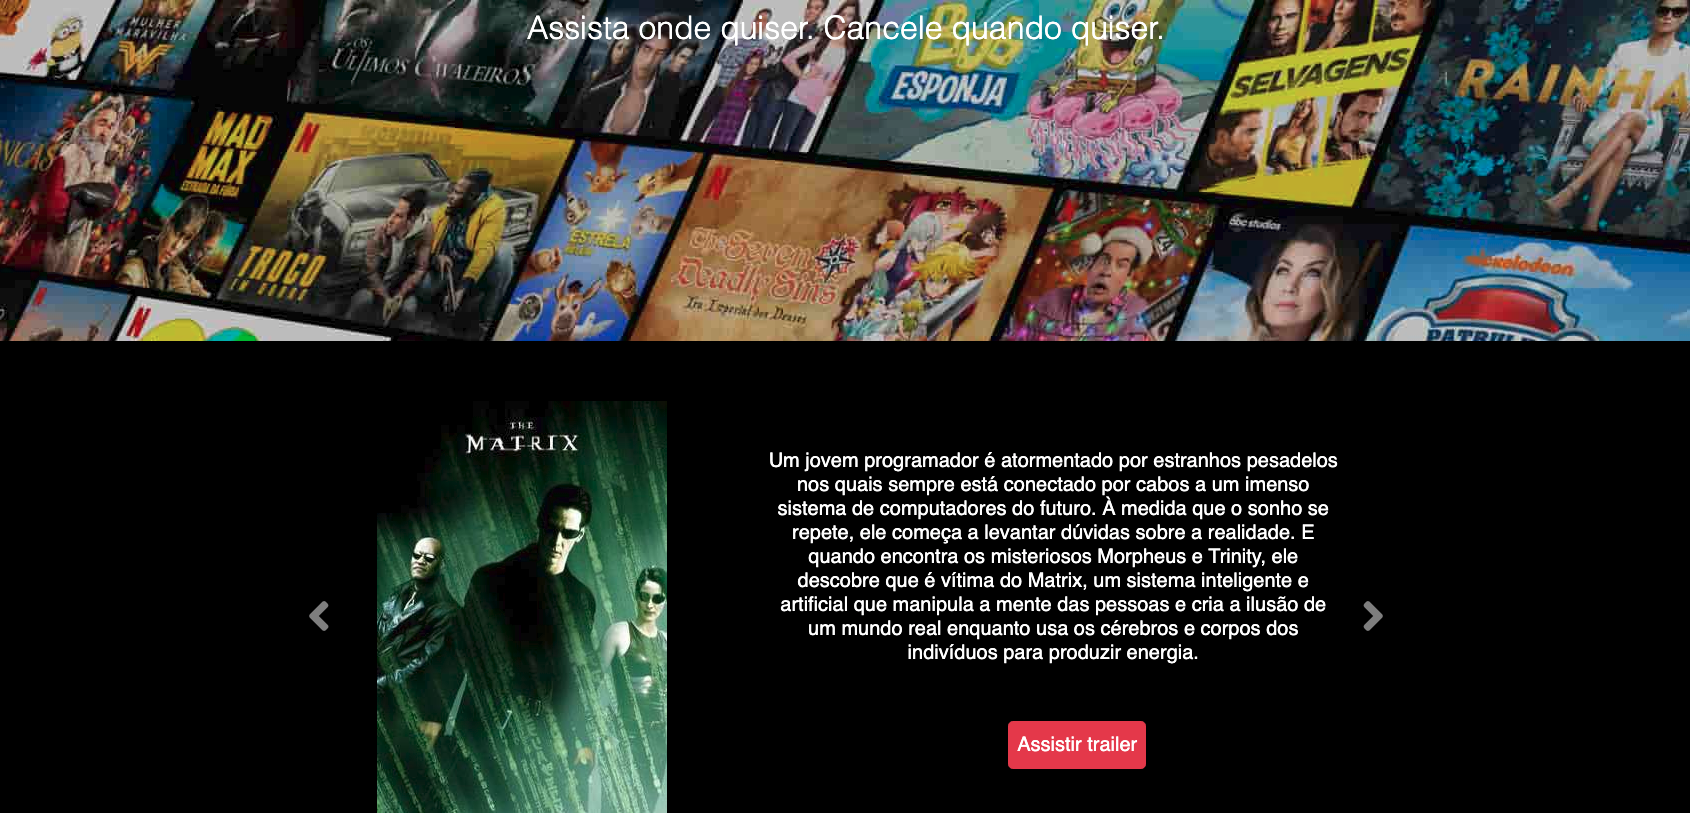 Assista onde quiser. Cancele quando quiser.
MULHER
MARAVILHA
OS
ÚLTIMOS CAVALEIROS
BOB
ESPONJA
SELVAGENS
RAINHA
NICAS
MAD
MAX
ESTRADA DA FÚRIA
N
TROCO
EM DOBRO
ESTRELA
N
The Seven
Deadly Sins
Ira Imperial dos Deuses
abc studios
nickelodeon
PATRUL
N
N
THE
MATRIX
Um jovem programador é atormentado por estranhos pesadelos
nos quais sempre está conectado por cabos a um imenso
sistema de computadores do futuro. À medida que o sonho se
repete, ele começa a levantar dúvidas sobre a realidade. E
quando encontra os misteriosos Morpheus e Trinity, ele
descobre que é vítima do Matrix, um sistema inteligente e
artificial que manipula a mente das pessoas e cria a ilusão de
um mundo real enquanto usa os cérebros e corpos dos
indivíduos para produzir energia.
Assistir trailer